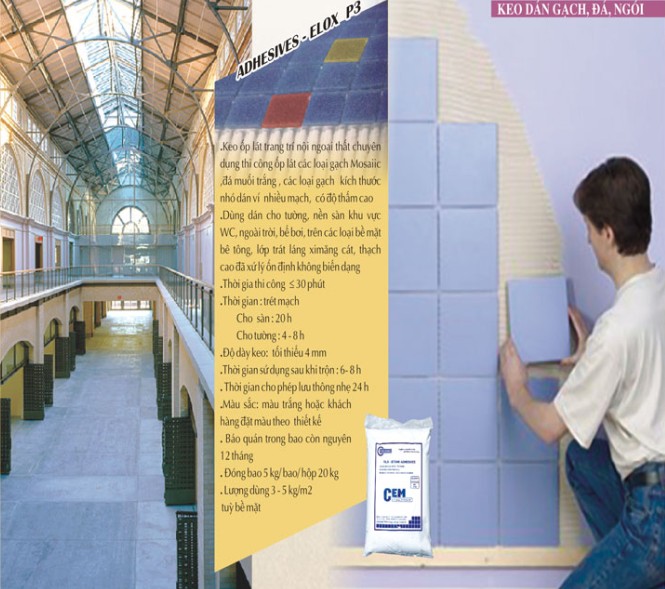 KEO DÁN GẠCH, ĐÁ, NGÓI
ADHESIVES - ELOX P3
.Keo ốp lát trang trí nội ngoại thất chuyên
dụng thi công ốp lát các loại gạch Mosaiic
,đá muối trắng , các loại gạch kích thước
nhỏ dán vỉ nhiều mạch, có độ thấm cao
.Dùng dán cho tường, nền sàn khu vực
WC, ngoài trời, bể bơi, trên các loại bề mặt
bê tông, lớp trát láng ximăng cát, thạch
cao đã xử lý ổn định không biến dạng
.Thời gia thi công ≤ 30 phút
.Thời gian : trét mạch
Cho sàn : 20 h
Cho tường : 4 - 8 h
.Độ dày keo: tối thiểu 4 mm
.Thời gian sử dụng sau khi trộn : 6- 8 h
. Thời gian cho phép lưu thông nhẹ 24 h
.Màu sắc: màu trắng hoặc khách
hàng đặt màu theo thiết kế
. Bảo quản trong bao còn nguyên
12 tháng
. Đóng bao 5 kg/ bao/ hộp 20 kg
. Lượng dùng 3 - 5 kg/m2
tuỳ bề mặt
CEM